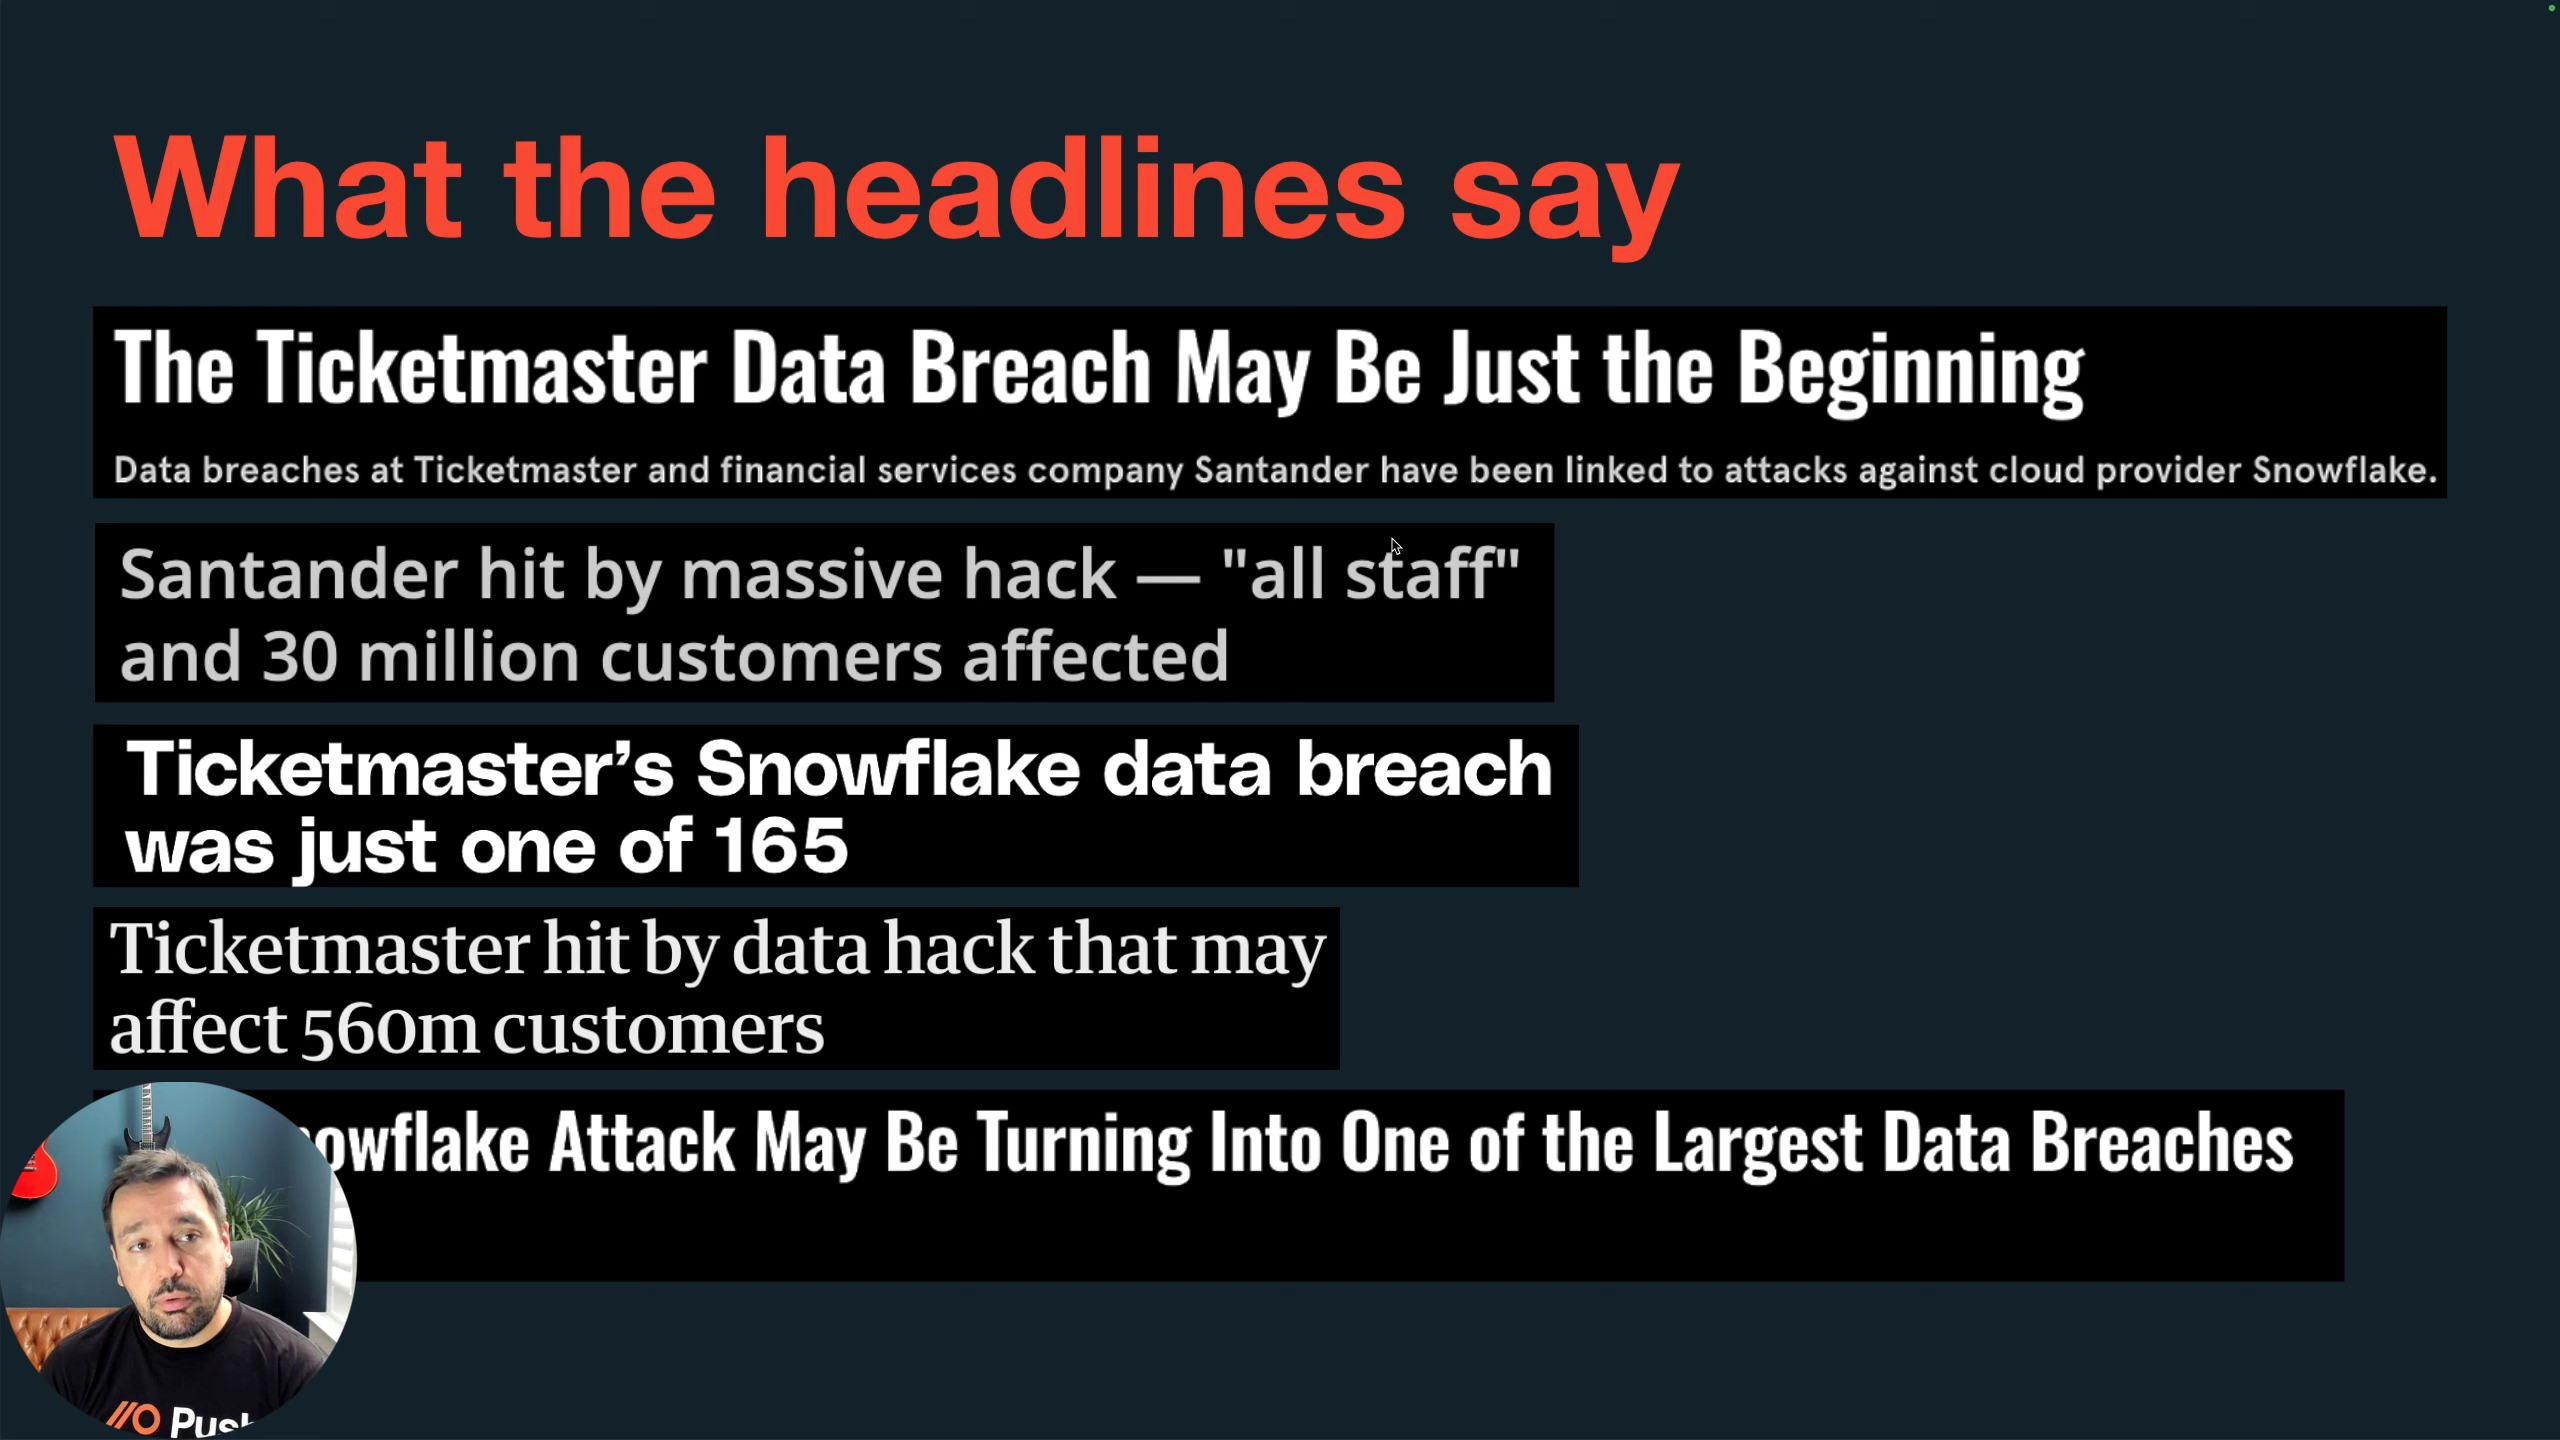 What the headlines say
The Ticketmaster Data Breach May Be Just the Beginning
Data breaches at Ticketmaster and financial services company Santander have been linked to attacks against cloud provider Snowflake.
Santander hit by massive hack — "all staff"
and 30 million customers affected
Ticketmaster’s Snowflake data breach
was just one of 165
Ticketmaster hit by data hack that may
affect 560m customers
Attack May Be Turning Into One of the Largest Data Breaches